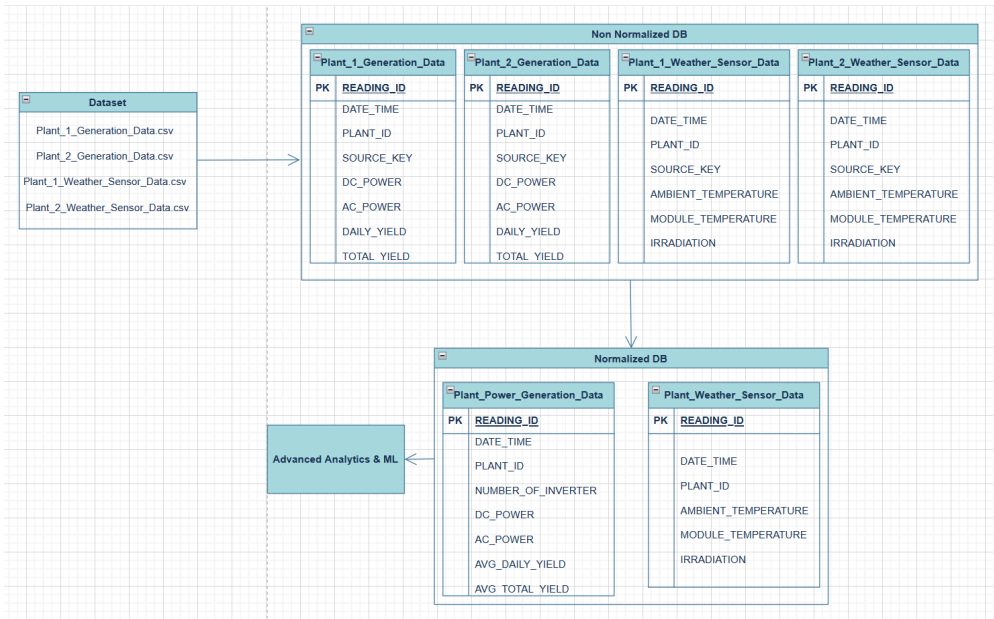 Non Normalized DB
Plant_1_Generation_Data
PK READING_ID
DATE_TIME
PLANT_ID
SOURCE_KEY
DC_POWER
AC_POWER
DAILY_YIELD
TOTAL_YIELD
Plant_2_Generation_Data
PK READING_ID
DATE_TIME
PLANT_ID
SOURCE_KEY
DC_POWER
AC_POWER
DAILY_YIELD
TOTAL_YIELD
Plant_1_Weather_Sensor_Data
PK READING_ID
DATE_TIME
PLANT_ID
SOURCE_KEY
AMBIENT_TEMPERATURE
MODULE_TEMPERATURE
IRRADIATION
Plant_2_Weather_Sensor_Data
PK READING_ID
DATE_TIME
PLANT_ID
SOURCE_KEY
AMBIENT_TEMPERATURE
MODULE_TEMPERATURE
IRRADIATION
Dataset
Plant_1_Generation_Data.csv
Plant_2_Generation_Data.csv
Plant_1_Weather_Sensor_Data.csv
Plant_2_Weather_Sensor_Data.csv
Normalized DB
Plant_Power_Generation_Data
PK READING_ID
DATE_TIME
PLANT_ID
NUMBER_OF_INVERTER
DC_POWER
AC_POWER
AVG_DAILY_YIELD
AVG_TOTAL_YIELD
Plant_Weather_Sensor_Data
PK READING_ID
DATE_TIME
PLANT_ID
AMBIENT_TEMPERATURE
MODULE_TEMPERATURE
IRRADIATION
Advanced Analytics & ML